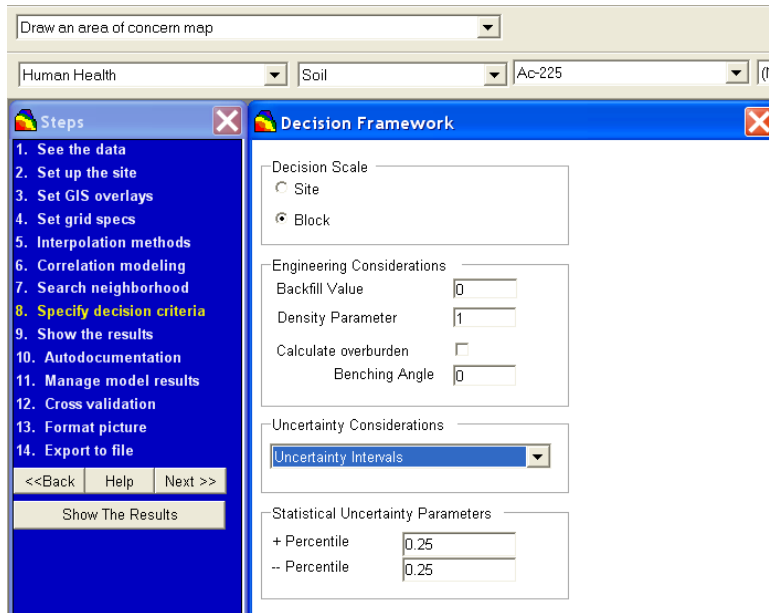 Draw an area of concern map
Human Health Soil Ac-225
Steps
1. See the data
2. Set up the site
3. Set GIS overlays
4. Set grid specs
5. Interpolation methods
6. Correlation modeling
7. Search neighborhood
8. Specify decision criteria
9. Show the results
10. Autodocumentation
11. Manage model results
12. Cross validation
13. Format picture
14. Export to file
<<Back Help Next >>
Show The Results
Decision Framework
Decision Scale
Site
Block
Engineering Considerations
Backfill Value 0
Density Parameter 1
Calculate overburden
Benching Angle 0
Uncertainty Considerations
Uncertainty Intervals
Statistical Uncertainty Parameters
+ Percentile 0.25
-- Percentile 0.25